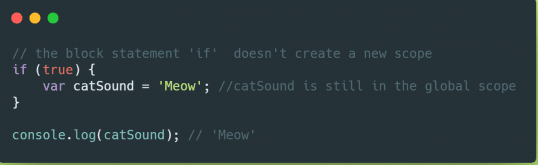 // the block statement 'if'  doesn't create a new scope
if (true) {
    var catSound = 'Meow'; //catSound is still in the global scope
}
console.log(catSound); // 'Meow'